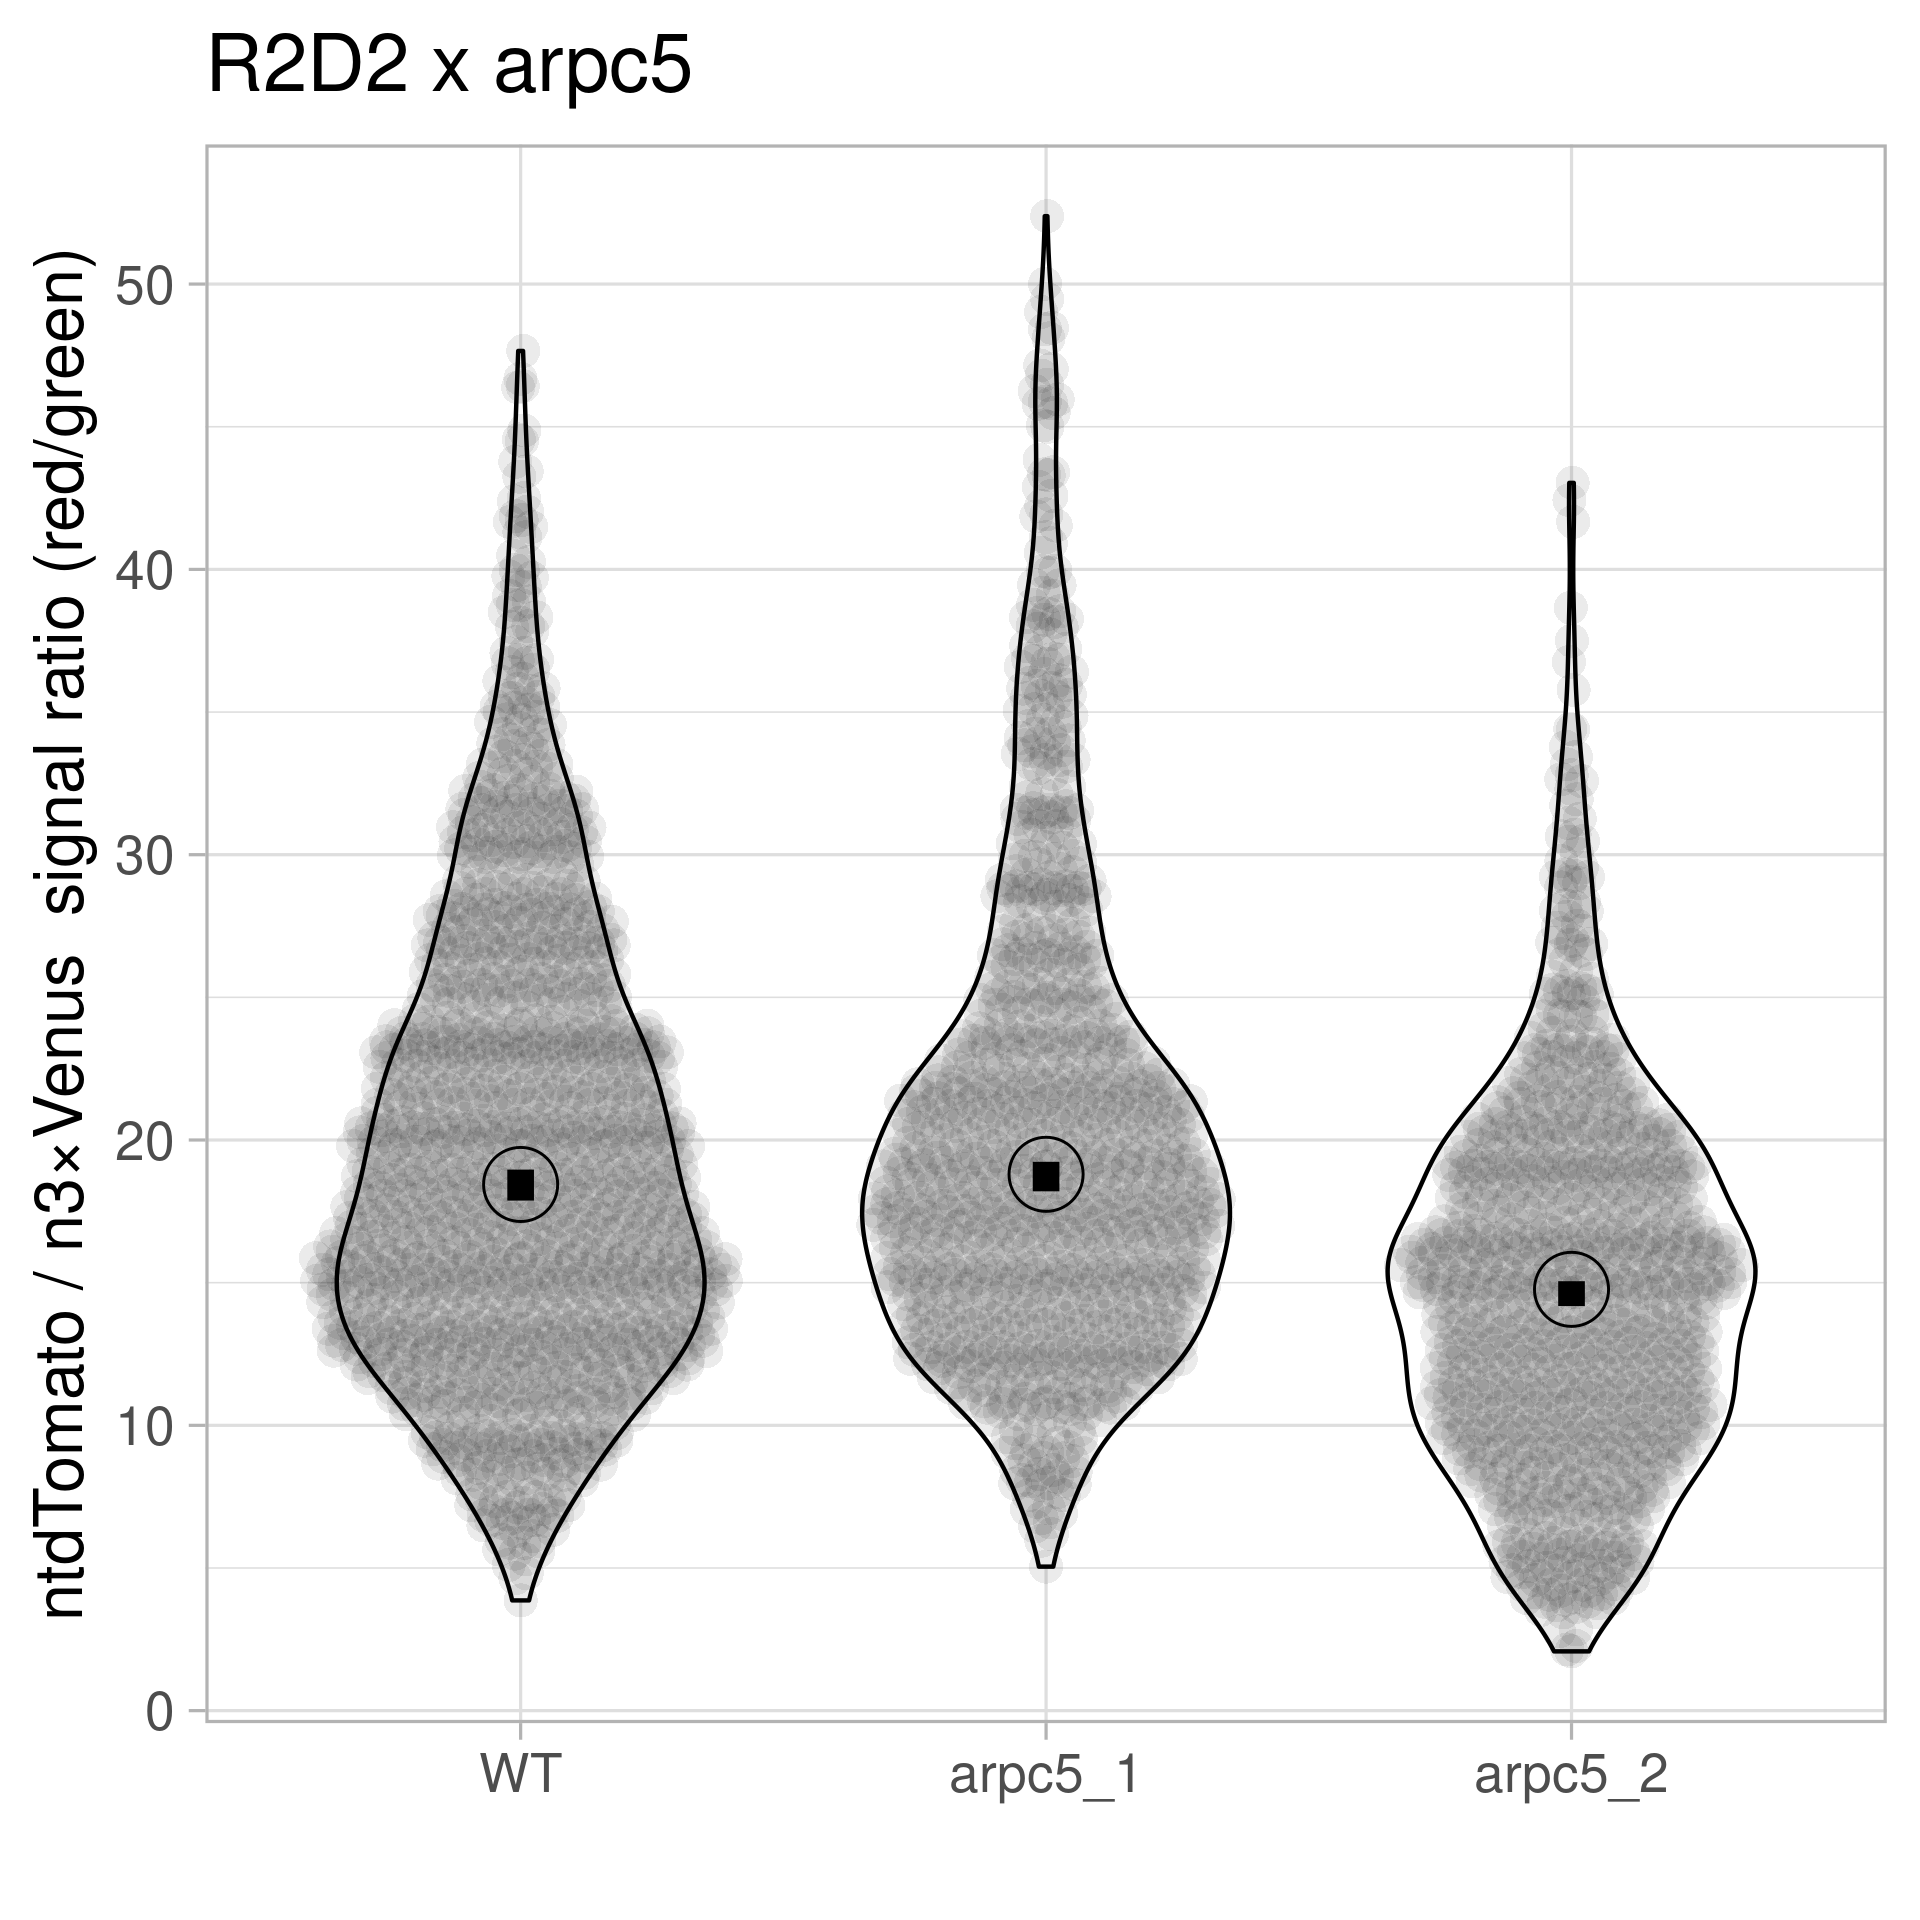 R2D2 x arpc5
ntdTomato / n3×Venus  signal ratio (red/green)
50
40
30
20
10
0
WT
arpc5_1
arpc5_2